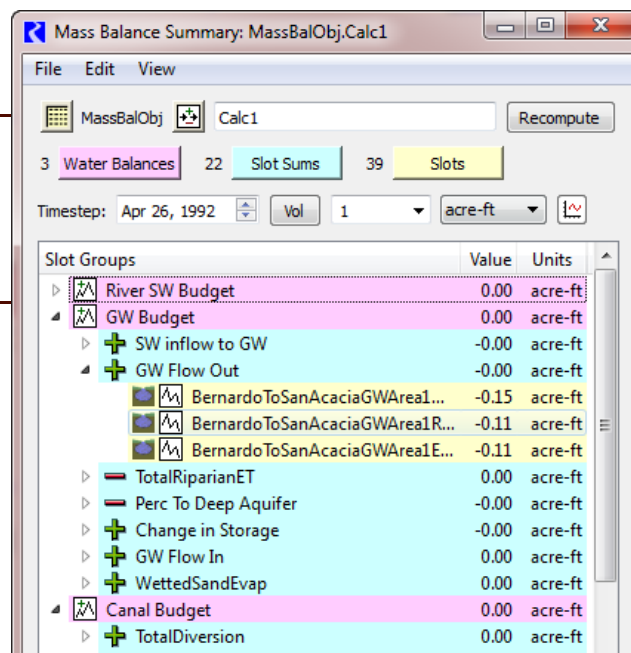 Mass Balance Summary: MassBalObj.Calc1
File Edit View
MassBalObj Calc1 Recompute
3 Water Balances 22 Slot Sums 39 Slots
Timestep: Apr 26, 1992 Vol 1 acre-ft
Slot Groups Value Units
River SW Budget 0.00 acre-ft
GW Budget 0.00 acre-ft
SW inflow to GW -0.00 acre-ft
GW Flow Out -0.00 acre-ft
BernardoToSanAcaciaGWArea1... -0.15 acre-ft
BernardoToSanAcaciaGWArea1R... -0.11 acre-ft
BernardoToSanAcaciaGWArea1E... -0.11 acre-ft
TotalRiparianET 0.00 acre-ft
Perc To Deep Aquifer -0.00 acre-ft
Change in Storage -0.00 acre-ft
GW Flow In 0.00 acre-ft
WettedSandEvap 0.00 acre-ft
Canal Budget 0.00 acre-ft
TotalDiversion 0.00 acre-ft